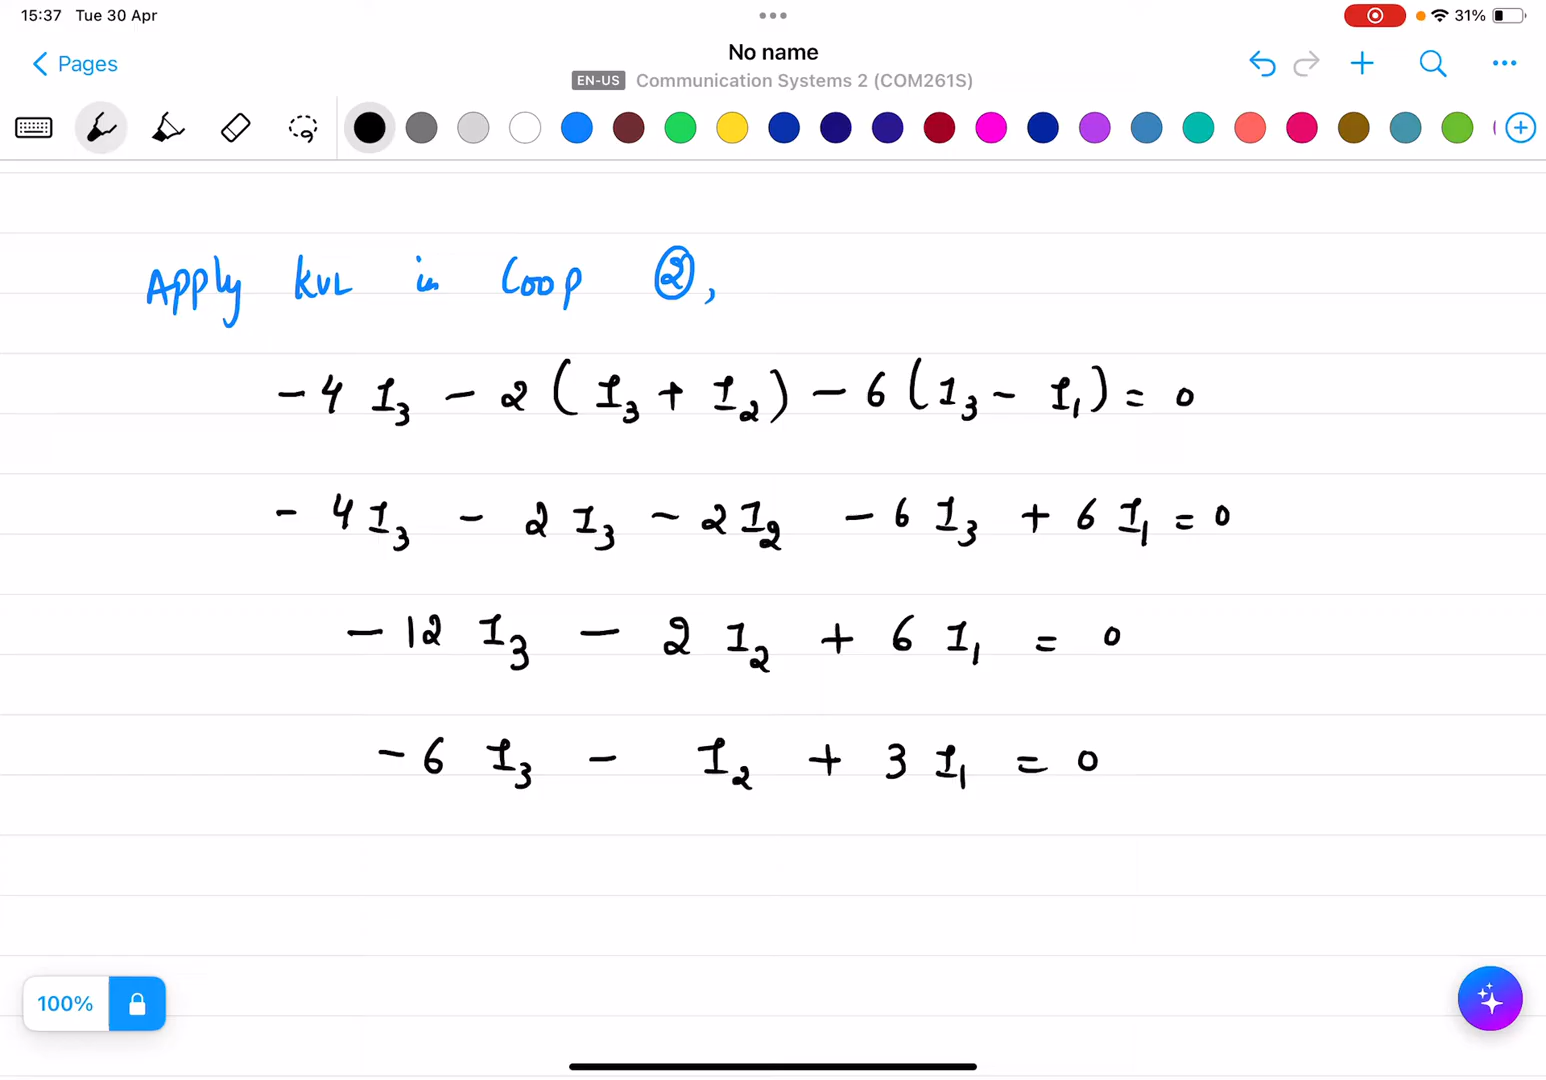 15:37 Tue 30 Apr
31%
Pages
No name
EN-US Communication Systems 2 (COM261S)
Apply KVL in Loop ②,
- 4 I₃ - 2 ( I₃ + I₂ ) - 6 ( I₃ - I₁ ) = 0
- 4 I₃ - 2 I₃ - 2 I₂ - 6 I₃ + 6 I₁ = 0
- 12 I₃ - 2 I₂ + 6 I₁ = 0
- 6 I₃ - I₂ + 3 I₁ = 0
100%